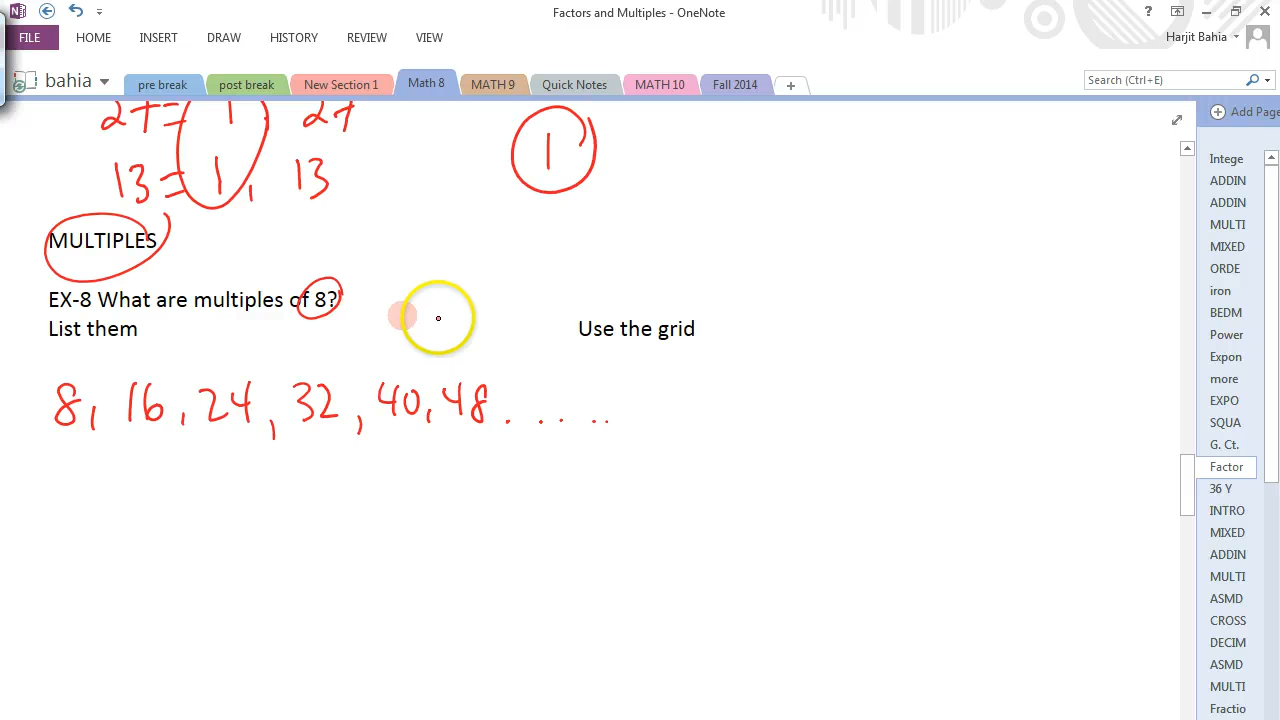 Factors and Multiples - OneNote
FILE HOME INSERT DRAW HISTORY REVIEW VIEW
Harjit Bahia
bahia pre break post break New Section 1 Math 8 MATH 9 Quick Notes MATH 10 Fall 2014
Search (Ctrl+E)
27 = 1, 27
13 = 1, 13
1
MULTIPLES
EX-8 What are multiples of 8?
List them
Use the grid
8, 16, 24, 32, 40, 48 . . . . .
Add Page
Intege
ADDIN
ADDIN
MULTI
MIXED
ORDE
iron
BEDM
Power
Expon
more
EXPO
SQUA
G. Ct.
Factor
36 Y
INTRO
MIXED
ADDIN
MULTI
ASMD
CROSS
DECIM
ASMD
MULTI
Fractio